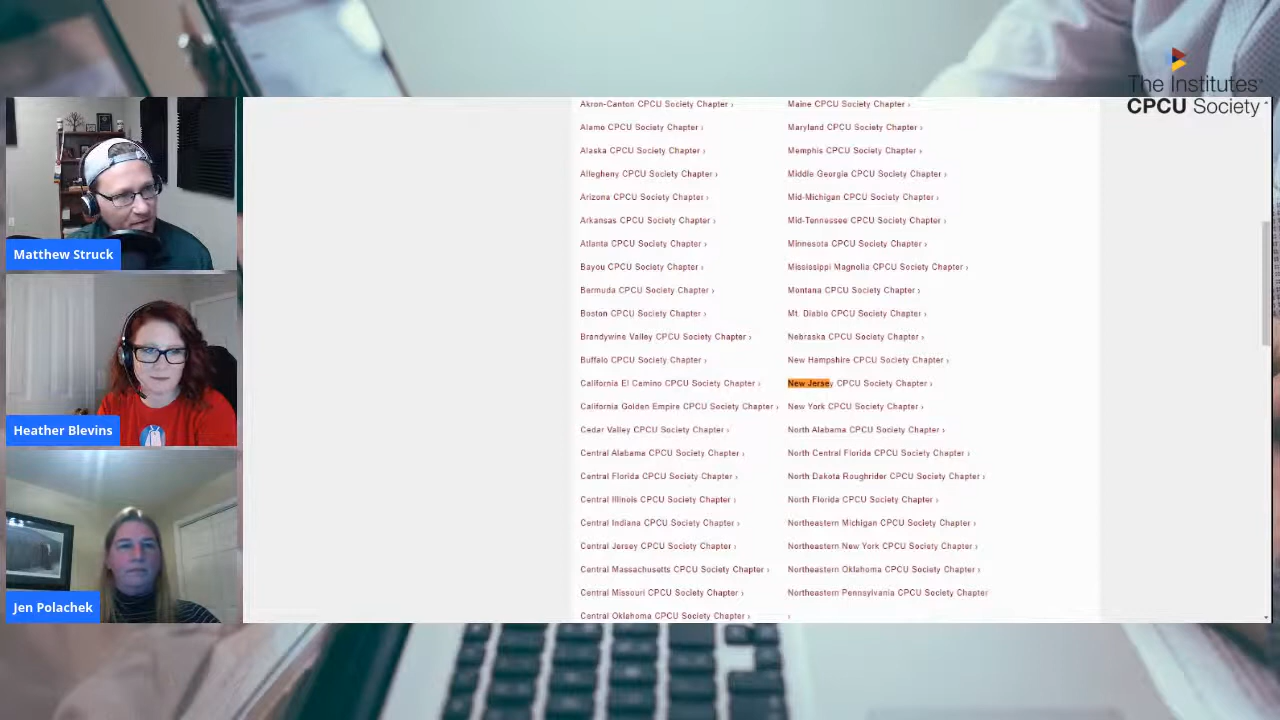 The Institutes
CPCU Society
Matthew Struck
Heather Blevins
Jen Polachek
Akron-Canton CPCU Society Chapter ›
Alamo CPCU Society Chapter ›
Alaska CPCU Society Chapter ›
Allegheny CPCU Society Chapter ›
Arizona CPCU Society Chapter ›
Arkansas CPCU Society Chapter ›
Atlanta CPCU Society Chapter ›
Bayou CPCU Society Chapter ›
Bermuda CPCU Society Chapter ›
Boston CPCU Society Chapter ›
Brandywine Valley CPCU Society Chapter ›
Buffalo CPCU Society Chapter ›
California El Camino CPCU Society Chapter ›
California Golden Empire CPCU Society Chapter ›
Cedar Valley CPCU Society Chapter ›
Central Alabama CPCU Society Chapter ›
Central Florida CPCU Society Chapter ›
Central Illinois CPCU Society Chapter ›
Central Indiana CPCU Society Chapter ›
Central Jersey CPCU Society Chapter ›
Central Massachusetts CPCU Society Chapter ›
Central Missouri CPCU Society Chapter ›
Central Oklahoma CPCU Society Chapter ›
Maine CPCU Society Chapter ›
Maryland CPCU Society Chapter ›
Memphis CPCU Society Chapter ›
Middle Georgia CPCU Society Chapter ›
Mid-Michigan CPCU Society Chapter ›
Mid-Tennessee CPCU Society Chapter ›
Minnesota CPCU Society Chapter ›
Mississippi Magnolia CPCU Society Chapter ›
Montana CPCU Society Chapter ›
Mt. Diablo CPCU Society Chapter ›
Nebraska CPCU Society Chapter ›
New Hampshire CPCU Society Chapter ›
New Jersey CPCU Society Chapter ›
New York CPCU Society Chapter ›
North Alabama CPCU Society Chapter ›
North Central Florida CPCU Society Chapter ›
North Dakota Roughrider CPCU Society Chapter ›
North Florida CPCU Society Chapter ›
Northeastern Michigan CPCU Society Chapter ›
Northeastern New York CPCU Society Chapter ›
Northeastern Oklahoma CPCU Society Chapter ›
Northeastern Pennsylvania CPCU Society Chapter
›